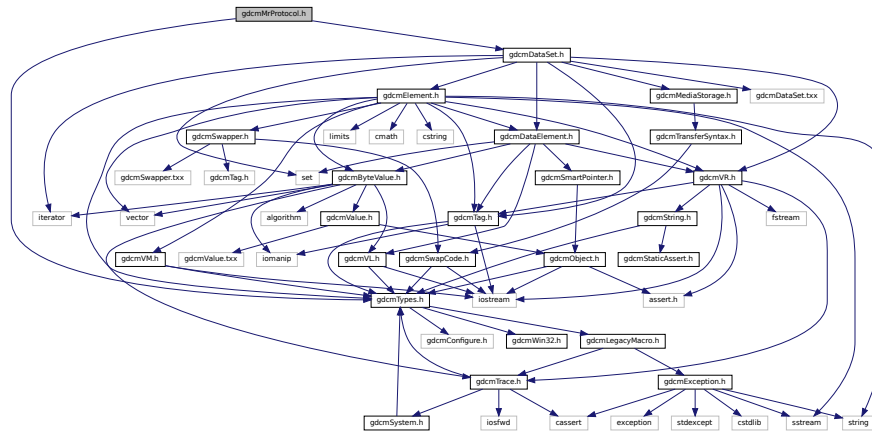 gdcmMrProtocol.h
gdcmDataSet.h
gdcmElement.h
gdcmMediaStorage.h
gdcmDataSet.txx
gdcmSwapper.h
limits
cmath
cstring
gdcmDataElement.h
gdcmTransferSyntax.h
gdcmSwapper.txx
gdcmTag.h
set
gdcmByteValue.h
gdcmSmartPointer.h
gdcmVR.h
iterator
vector
algorithm
gdcmValue.h
gdcmTag.h
gdcmString.h
fstream
gdcmVM.h
gdcmValue.txx
iomanip
gdcmVL.h
gdcmSwapCode.h
gdcmObject.h
gdcmStaticAssert.h
gdcmTypes.h
iostream
assert.h
gdcmConfigure.h
gdcmWin32.h
gdcmLegacyMacro.h
gdcmTrace.h
gdcmException.h
gdcmSystem.h
iosfwd
cassert
exception
stdexcept
cstdlib
sstream
string